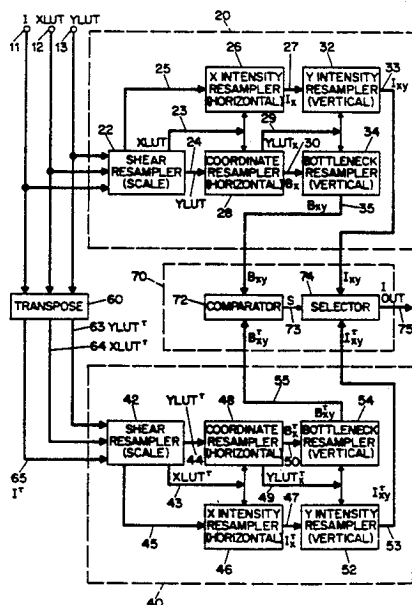 I XLUT YLUT
11 12 13
20
26 27 32 33
X INTENSITY RESAMPLER (HORIZONTAL)
Ix
Y INTENSITY RESAMPLER (VERTICAL)
Ixy
25
23
29
22
XLUT
24
YLUTx
30
34
SHEAR RESAMPLER (SCALE)
YLUT
COORDINATE RESAMPLER (HORIZONTAL)
Bx
BOTTLENECK RESAMPLER (VERTICAL)
28
35
Bxy
Bxy
Ixy
70
72
74
COMPARATOR
S
73
SELECTOR
I OUT
75
TRANSPOSE
60
63 YLUTᵀ
64 XLUTᵀ
Bᵀxy
Iᵀxy
55
42
48
Bᵀxy
54
SHEAR RESAMPLER (SCALE)
YLUTᵀ
44
COORDINATE RESAMPLER (HORIZONTAL)
Bᵀx
50
BOTTLENECK RESAMPLER (VERTICAL)
XLUTᵀ
43
YLUTᵀx
49
47
Iᵀxy
65
Iᵀ
45
X INTENSITY RESAMPLER (HORIZONTAL)
Iᵀx
Y INTENSITY RESAMPLER (VERTICAL)
53
46
52
40